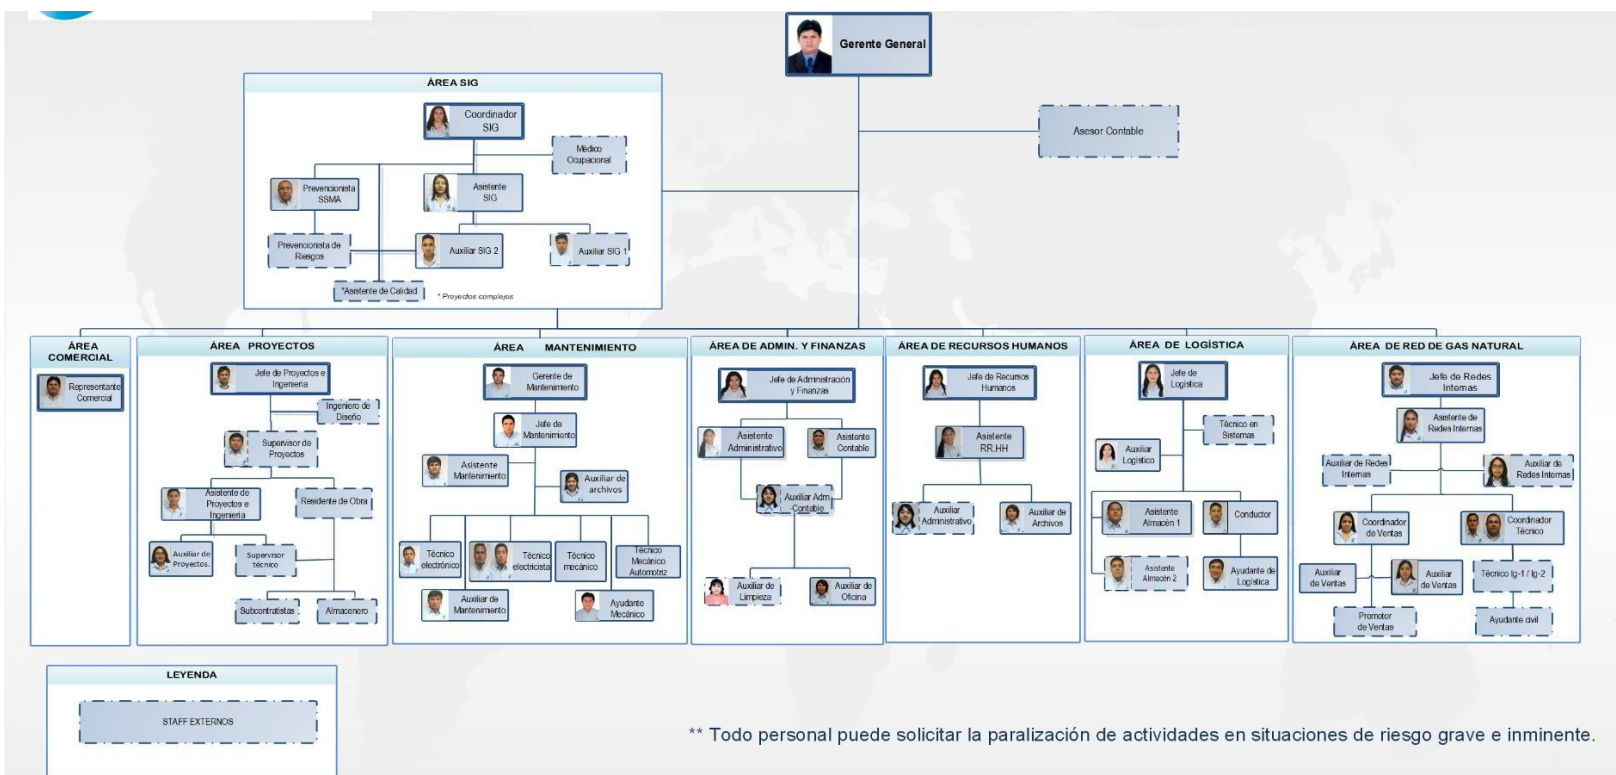 Gerente General
ÁREA SIG
Coordinador
SIG
Médico
Ocupacional
Asesor Contable
Prevencionista
SSMA
Asistente
SIG
Prevencionista de
Riesgos
Auxiliar SIG 2
Auxiliar SIG 1
*Asistente de Calidad
* Proyectos complejos
ÁREA
COMERCIAL
Representante
Comercial
ÁREA PROYECTOS
Jefe de Proyectos e
Ingenieria
Ingeniero de
Diseño
Supervisor de
Proyectos
Asistente de
Proyectos e
Ingeniería
Residente de Obra
Auxiliar de
Proyectos.
Supervisor
técnico
Subcontratistas
Almacenero
ÁREA MANTENIMIENTO
Gerente de
Mantenimiento
Jefe de
Mantenimiento
Asistente
Mantenimiento
Auxiliar de
archivos
Técnico
electrónico
Técnico
electricista
Técnico
mecánico
Técnico
Mecánico
Automotriz
Auxiliar de
Mantenimiento
Ayudante
Mecánico
ÁREA DE ADMIN. Y FINANZAS
Jefe de Administración
y Finanzas
Asistente
Administrativo
Asistente
Contable
Auxiliar Adm
-Contable
Auxiliar de
Limpieza
Auxiliar de
Oficina
ÁREA DE RECURSOS HUMANOS
Jefe de Recursos
Humanos
Asistente
RR.HH
Auxiliar
Administrativo
Auxiliar de
Archivos
ÁREA DE LOGÍSTICA
Jefe de
Logística
Técnico en
Sistemas
Auxiliar
Logístico
Asistente
Almacén 1
Conductor
Asistente
Almacén 2
Ayudante de
Logística
ÁREA DE RED DE GAS NATURAL
Jefe de Redes
Internas
Asistente de
Redes Internas
Auxiliar de Redes
Internas
Auxiliar de
Redes Internas
Coordinador
de Ventas
Coordinador
Técnico
Auxiliar
de Ventas
Auxiliar
de Ventas
Técnico Ig-1 / Ig-2
Promotor
de Ventas
Ayudante civil
LEYENDA
STAFF EXTERNOS
** Todo personal puede solicitar la paralización de actividades en situaciones de riesgo grave e inminente.